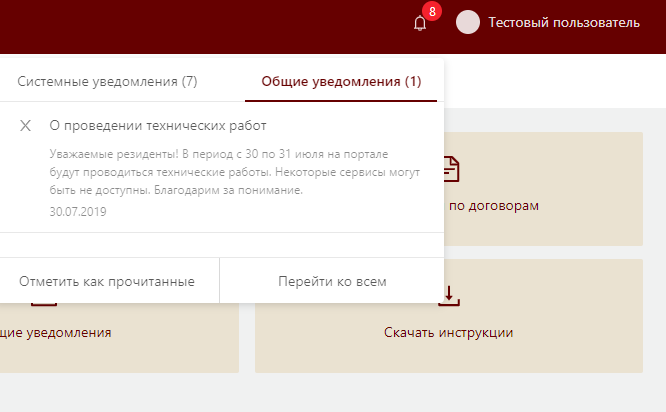 8
Тестовый пользователь
Системные уведомления (7)
Общие уведомления (1)
О проведении технических работ
Уважаемые резиденты! В период с 30 по 31 июля на портале
будут проводиться технические работы. Некоторые сервисы могут
быть не доступны. Благодарим за понимание.
30.07.2019
по договорам
Отметить как прочитанные
Перейти ко всем
щие уведомления
Скачать инструкции